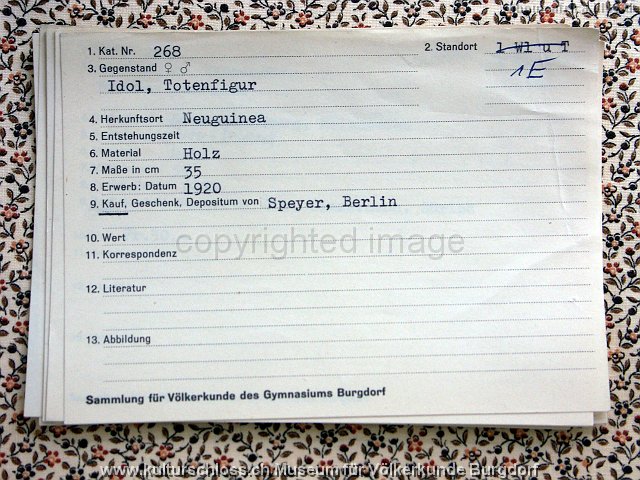 1. Kat. Nr. 268 2. Standort 1 Wl u T
1E
3. Gegenstand ♀ ♂
Idol, Totenfigur
4. Herkunftsort Neuguinea
5. Entstehungszeit
6. Material Holz
7. Maße in cm 35
8. Erwerb: Datum 1920
9. Kauf, Geschenk, Depositum von Speyer, Berlin
10. Wert
copyrighted image
11. Korrespondenz
12. Literatur
13. Abbildung
Sammlung für Völkerkunde des Gymnasiums Burgdorf
www.kulturschloss.ch Museum für Völkerkunde Burgdorf